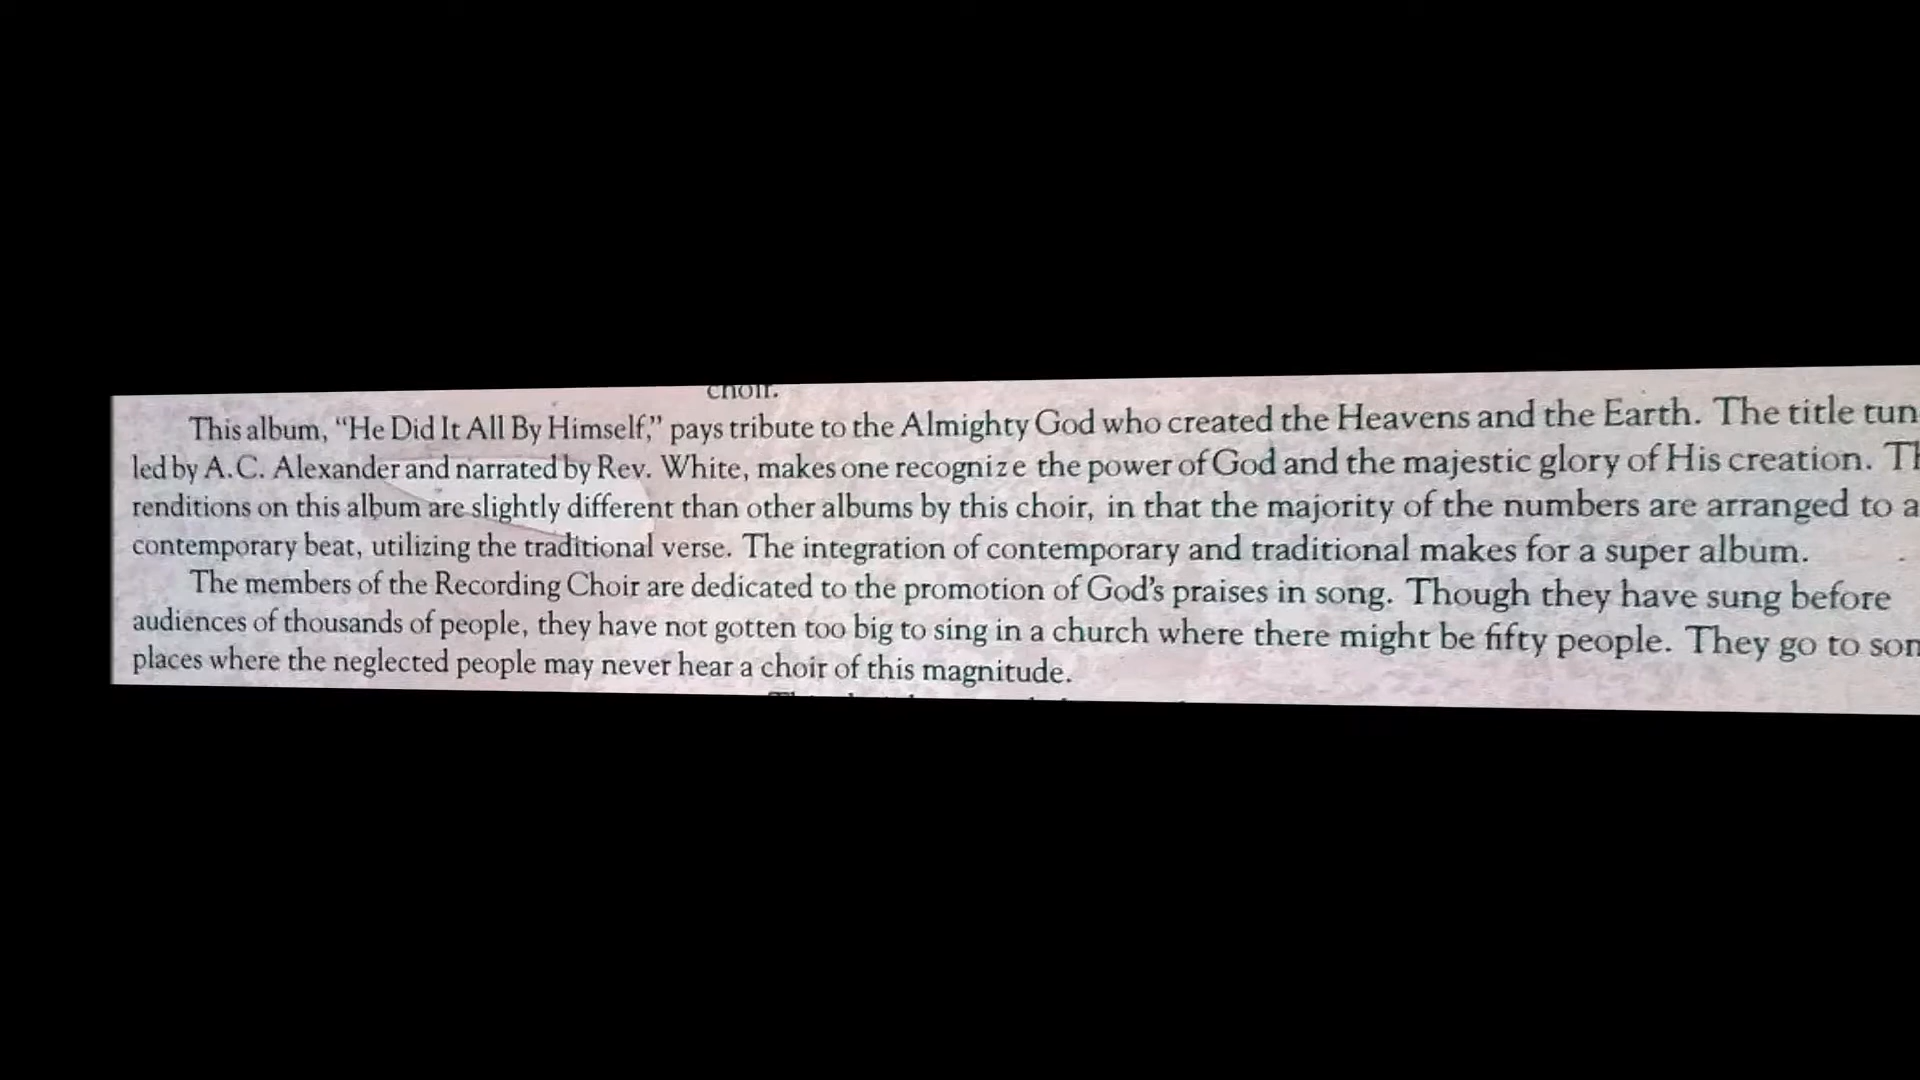 choir.
This album, “He Did It All By Himself,” pays tribute to the Almighty God who created the Heavens and the Earth. The title tun
led by A.C. Alexander and narrated by Rev. White, makes one recognize the power of God and the majestic glory of His creation. Th
renditions on this album are slightly different than other albums by this choir, in that the majority of the numbers are arranged to a
contemporary beat, utilizing the traditional verse. The integration of contemporary and traditional makes for a super album.
The members of the Recording Choir are dedicated to the promotion of God’s praises in song. Though they have sung before
audiences of thousands of people, they have not gotten too big to sing in a church where there might be fifty people. They go to som
places where the neglected people may never hear a choir of this magnitude.